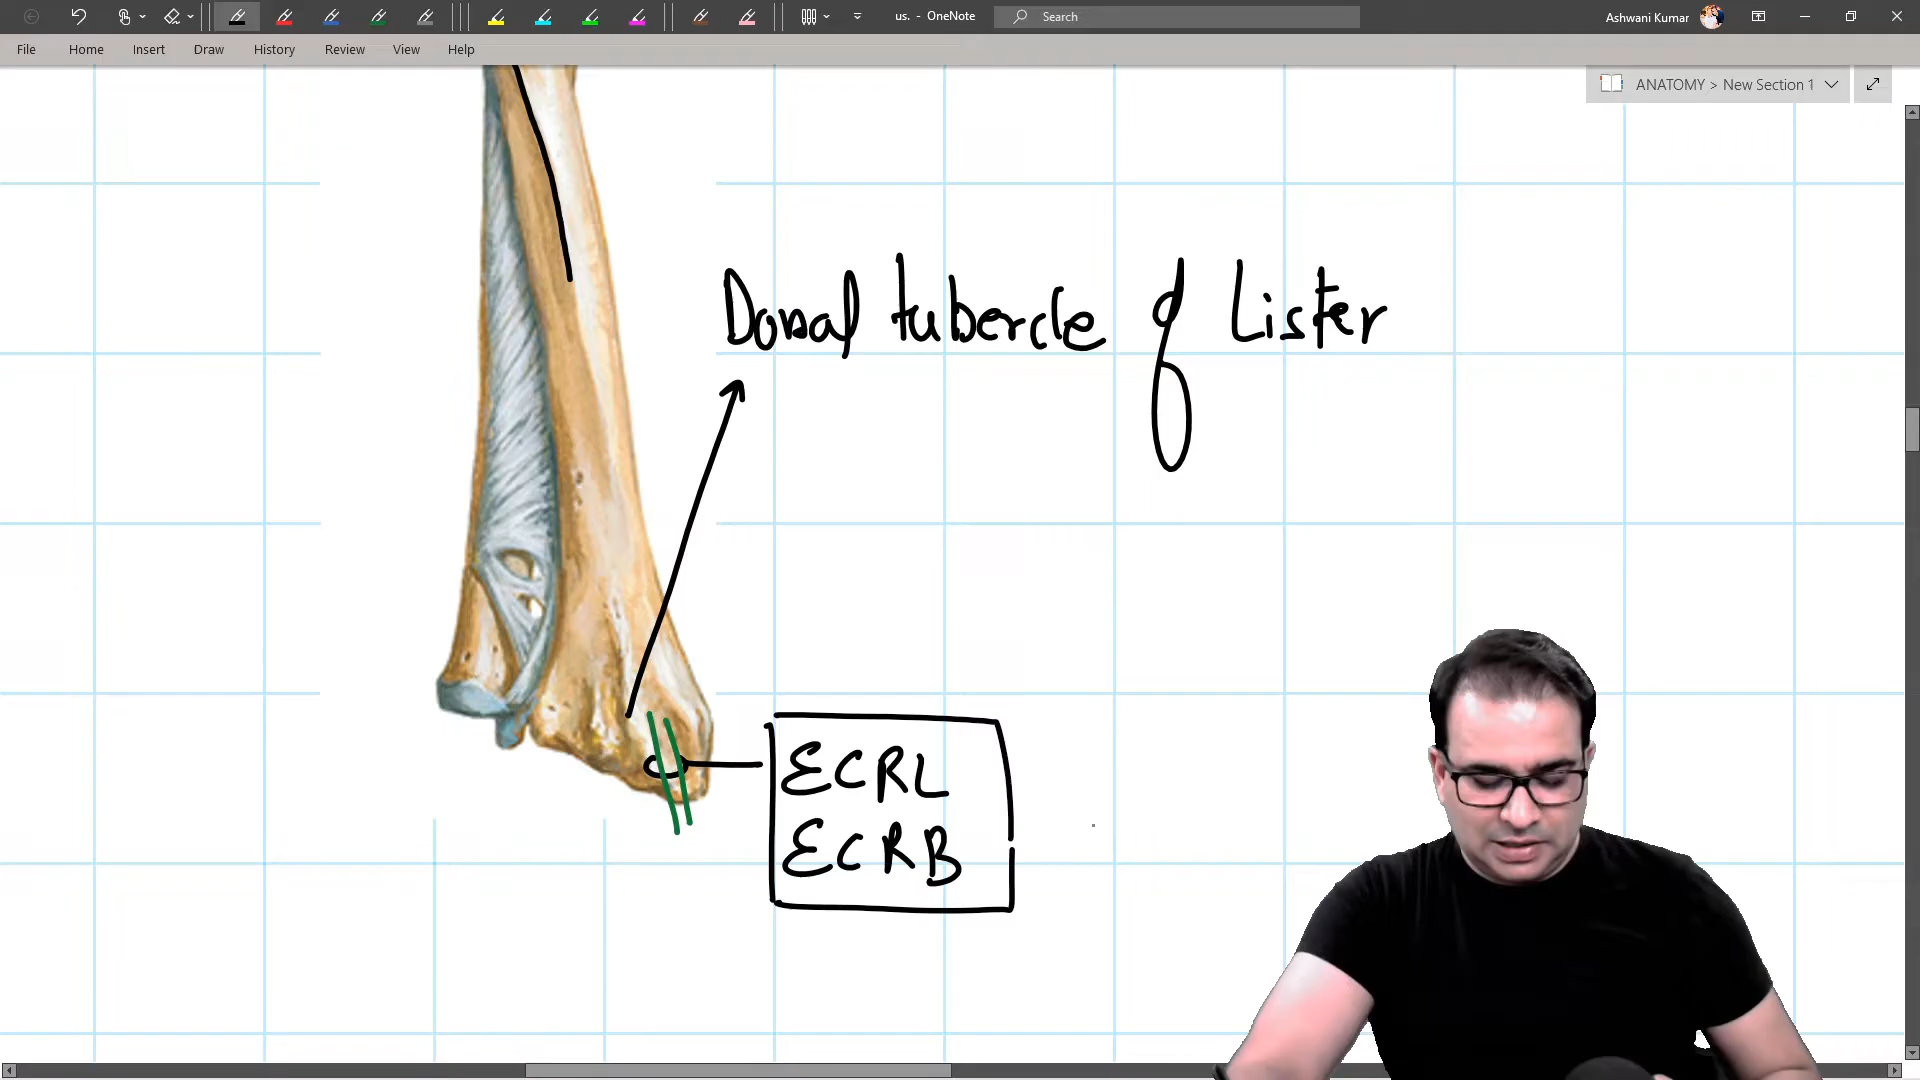 us. - OneNote
Search
Ashwani Kumar
File Home Insert Draw History Review View Help
ANATOMY > New Section 1
Dorsal tubercle of Lister
ECRL
ECRB